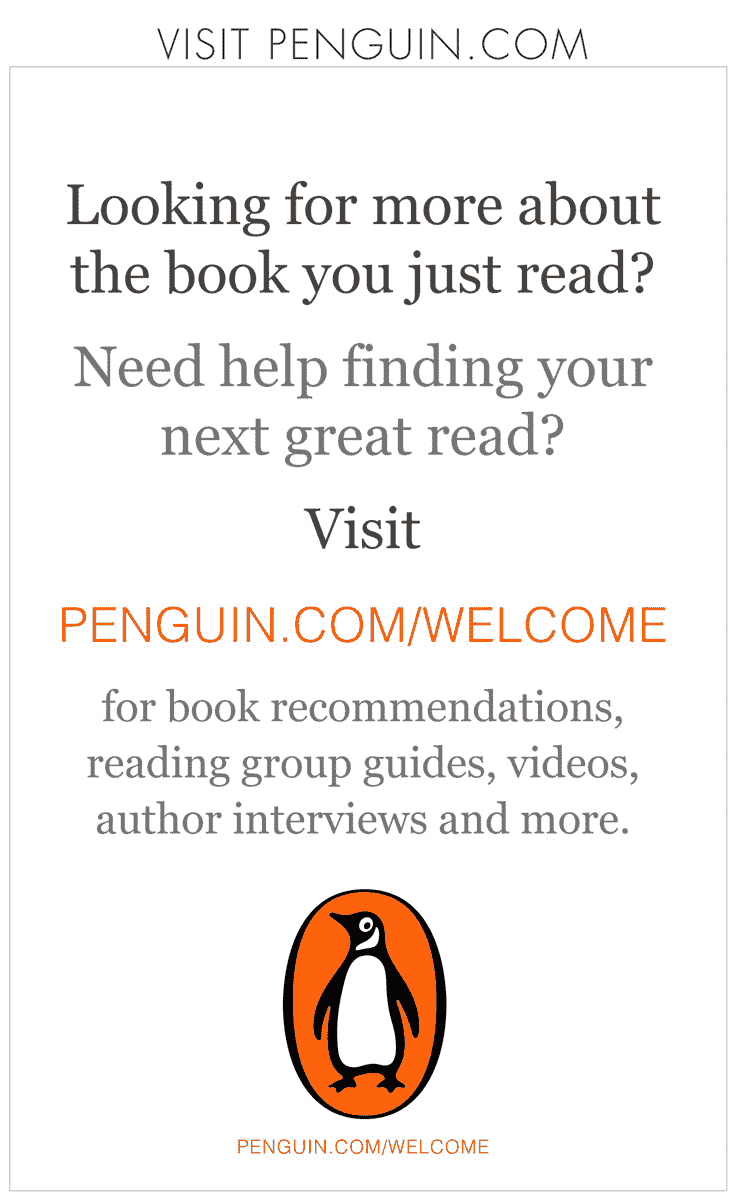 VISIT PENGUIN.COM
Looking for more about
the book you just read?
Need help finding your
next great read?
Visit
PENGUIN.COM/WELCOME
for book recommendations,
reading group guides, videos,
author interviews and more.
PENGUIN.COM/WELCOME